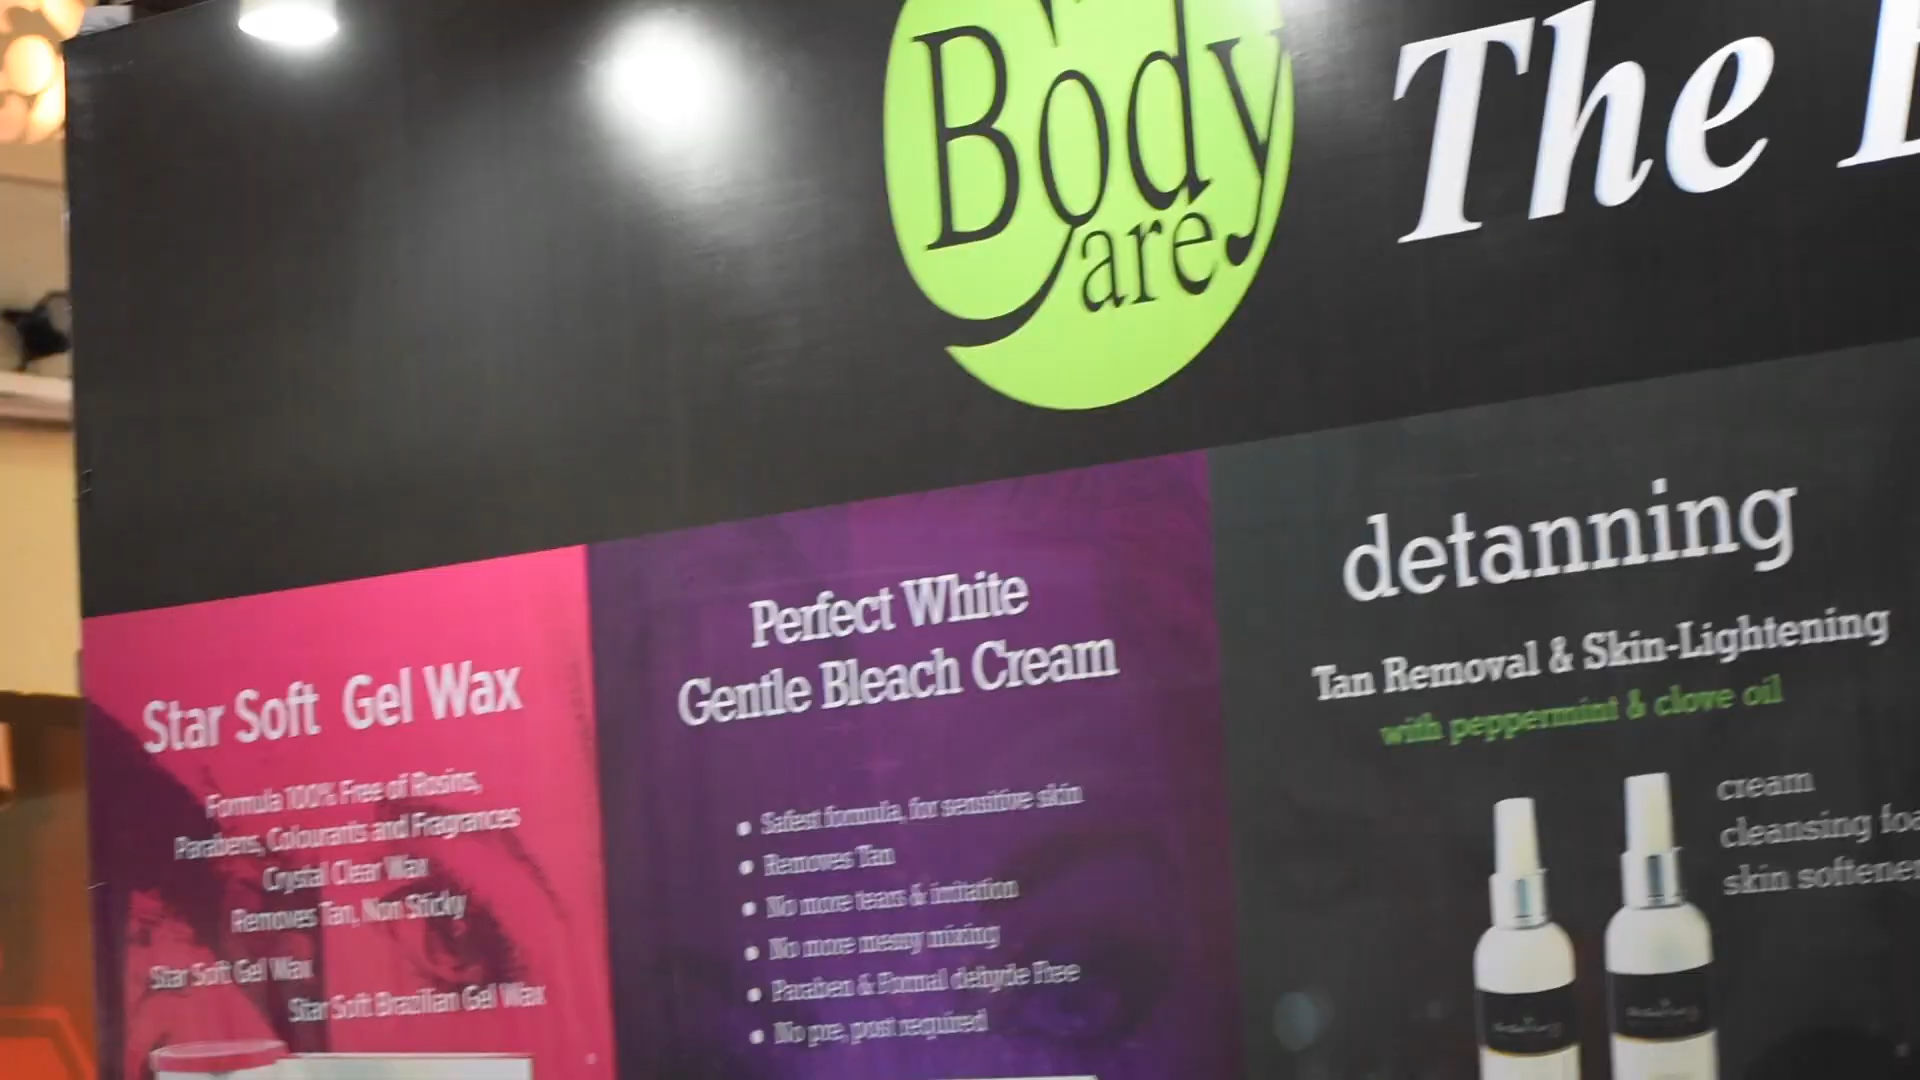 Body
Care
The
Star Soft Gel Wax
Formula 100% Free of Rosins,
Parabens, Colourants and Fragrances
Crystal Clear Wax
Removes Tan, Non Sticky
Star Soft Gel Wax
Star Soft Brazilian Gel Wax
Perfect White
Gentle Bleach Cream
• Safest formula, for sensitive skin
• Removes Tan
• No more tears & irritation
• No more messy mixing
• Paraben & Formal dehyde Free
• No pre, post required
detanning
Tan Removal & Skin-Lightening
with peppermint & clove oil
cream
cleansing
skin softener